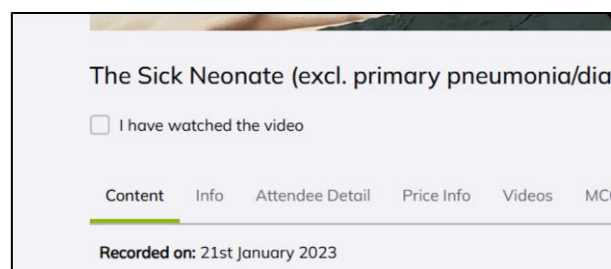 The Sick Neonate (excl. primary pneumonia/dia
I have watched the video
Content Info Attendee Detail Price Info Videos MC
Recorded on: 21st January 2023